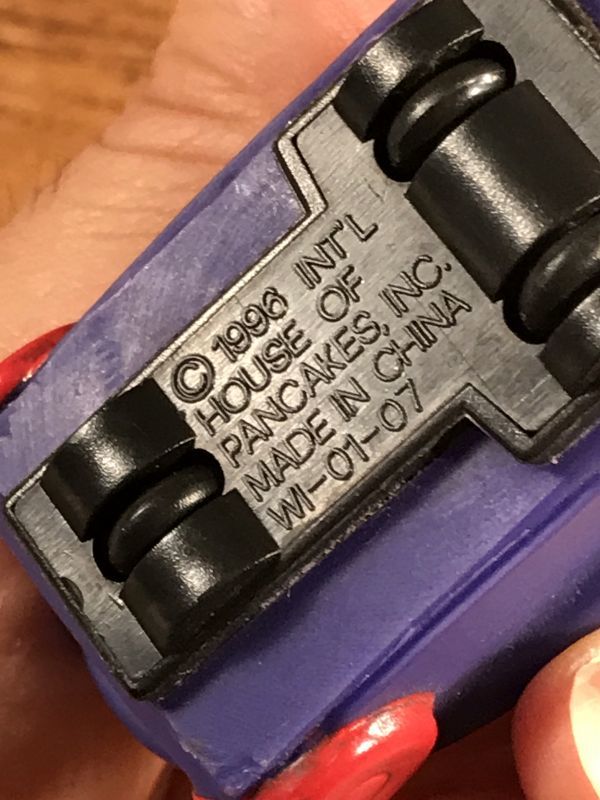 © 1996 INT'L
HOUSE OF
PANCAKES, INC.
MADE IN CHINA
WI-01-07